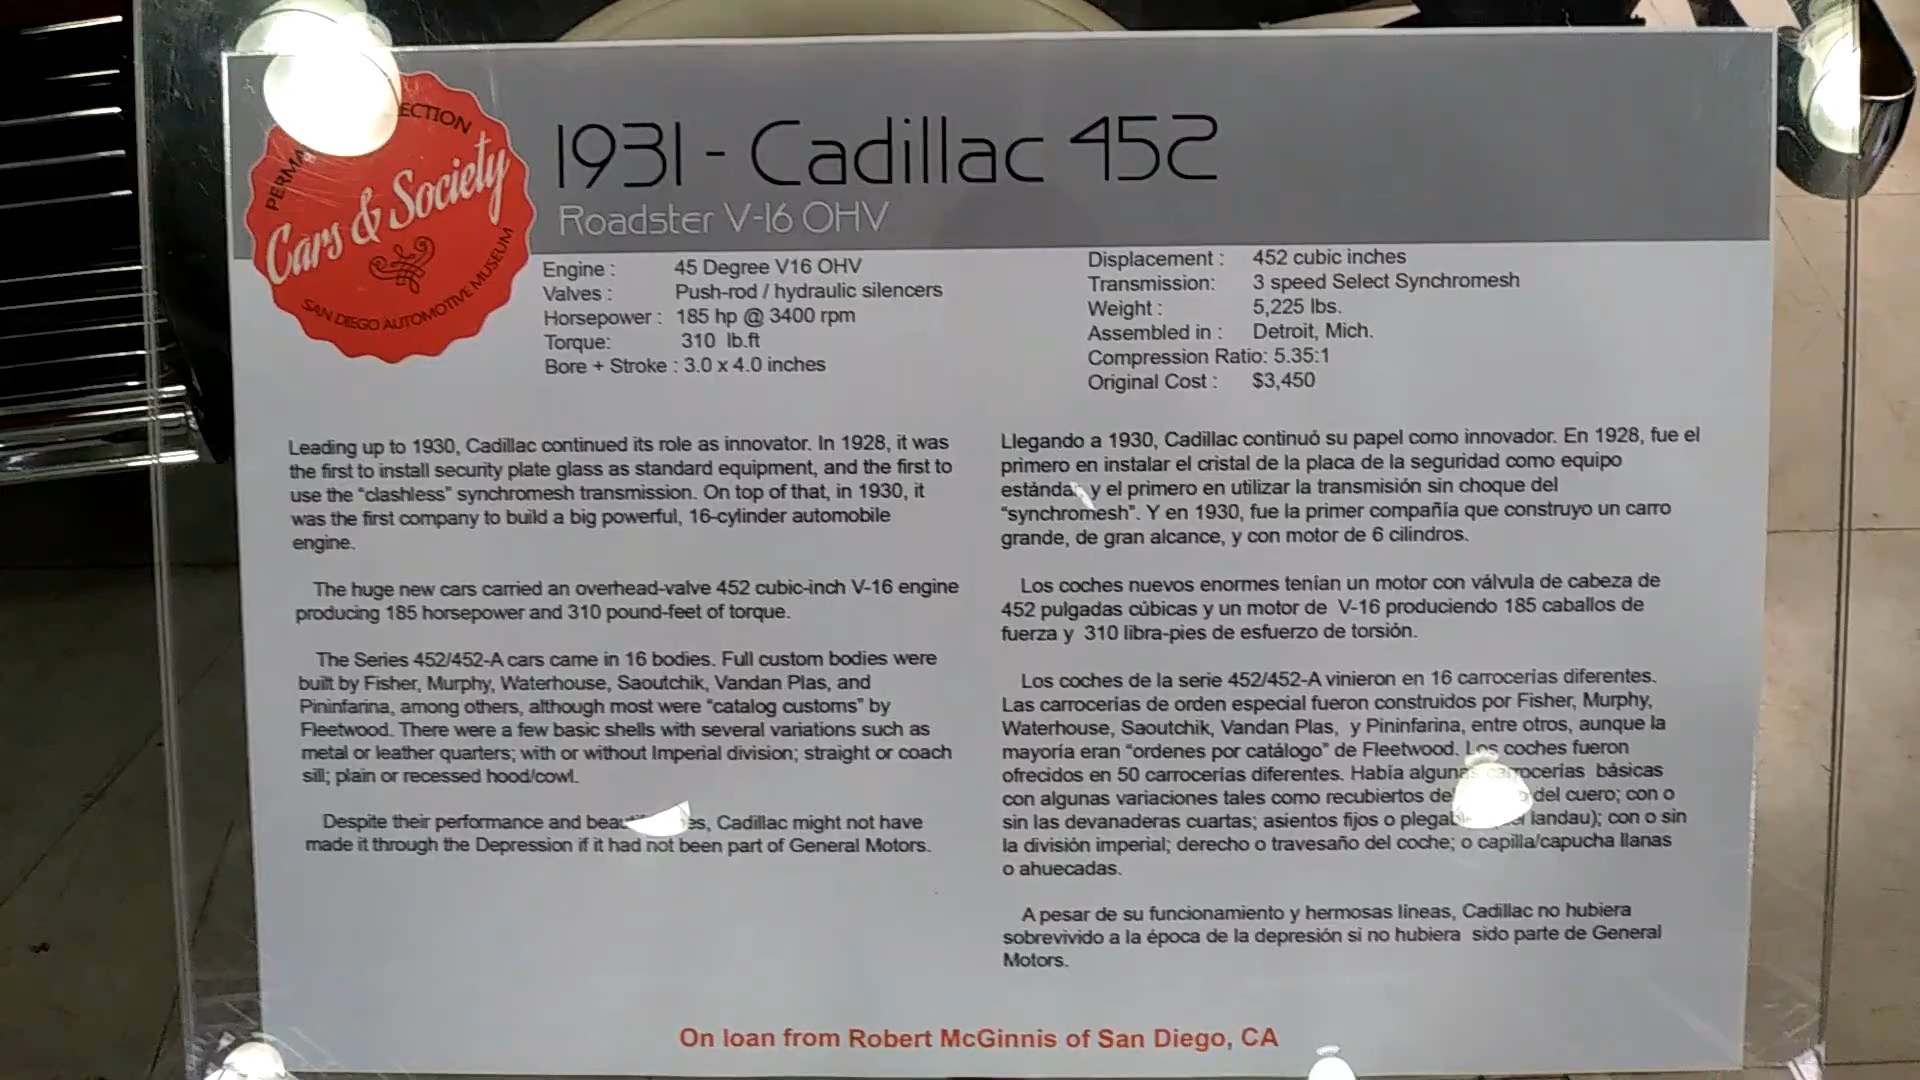 ECTION
PERMA
Cars & Society
SAN DIEGO AUTOMOTIVE MUSEUM
1931 - Cadillac 452
Roadster V-16 OHV
Engine : 45 Degree V16 OHV
Valves : Push-rod / hydraulic silencers
Horsepower : 185 hp @ 3400 rpm
Torque: 310 lb.ft
Bore + Stroke : 3.0 x 4.0 inches
Displacement : 452 cubic inches
Transmission: 3 speed Select Synchromesh
Weight : 5,225 lbs.
Assembled in : Detroit, Mich.
Compression Ratio: 5.35:1
Original Cost : $3,450
Leading up to 1930, Cadillac continued its role as innovator. In 1928, it was
the first to install security plate glass as standard equipment, and the first to
use the “clashless” synchromesh transmission. On top of that, in 1930, it
was the first company to build a big powerful, 16-cylinder automobile
engine.
The huge new cars carried an overhead-valve 452 cubic-inch V-16 engine
producing 185 horsepower and 310 pound-feet of torque.
The Series 452/452-A cars came in 16 bodies. Full custom bodies were
built by Fisher, Murphy, Waterhouse, Saoutchik, Vandan Plas, and
Pininfarina, among others, although most were “catalog customs” by
Fleetwood. There were a few basic shells with several variations such as
metal or leather quarters; with or without Imperial division; straight or coach
sill; plain or recessed hood/cowl.
Despite their performance and Cadillac might not have
made it through the Depression if it had not been part of General Motors.
Llegando a 1930, Cadillac continuó su papel como innovador. En 1928, fue el
primero en instalar el cristal de la placa de la seguridad como equipo
y el primero en utilizar la transmisión sin choque del
“synchromesh”. Y en 1930, fue la primer compañía que construyo un carro
grande, de gran alcance, y con motor de 6 cilindros.
Los coches nuevos enormes tenían un motor con válvula de cabeza de
452 pulgadas cúbicas y un motor de V-16 produciendo 185 caballos de
fuerza y 310 libra-pies de esfuerzo de torsión.
Los coches de la serie 452/452-A vinieron en 16 carrocerías diferentes.
Las carrocerías de orden especial fueron construidos por Fisher, Murphy,
Waterhouse, Saoutchik, Vandan Plas, y Pininfarina, entre otros, aunque la
mayoría eran “ordenes por catálogo” de Fleetwood. Los coches fueron
ofrecidos en 50 carrocerías diferentes. Había básicas
con algunas variaciones tales como recubiertos del cuero; con o
sin las devanaderas cuartas; asientos fijos o landau); con o sin
la división imperial; derecho o travesaño del coche; o capilla/capucha llanas
o ahuecadas.
A pesar de su funcionamiento y hermosas líneas, Cadillac no hubiera
sobrevivido a la época de la depresión si no hubiera sido parte de General
Motors.
On loan from Robert McGinnis of San Diego, CA